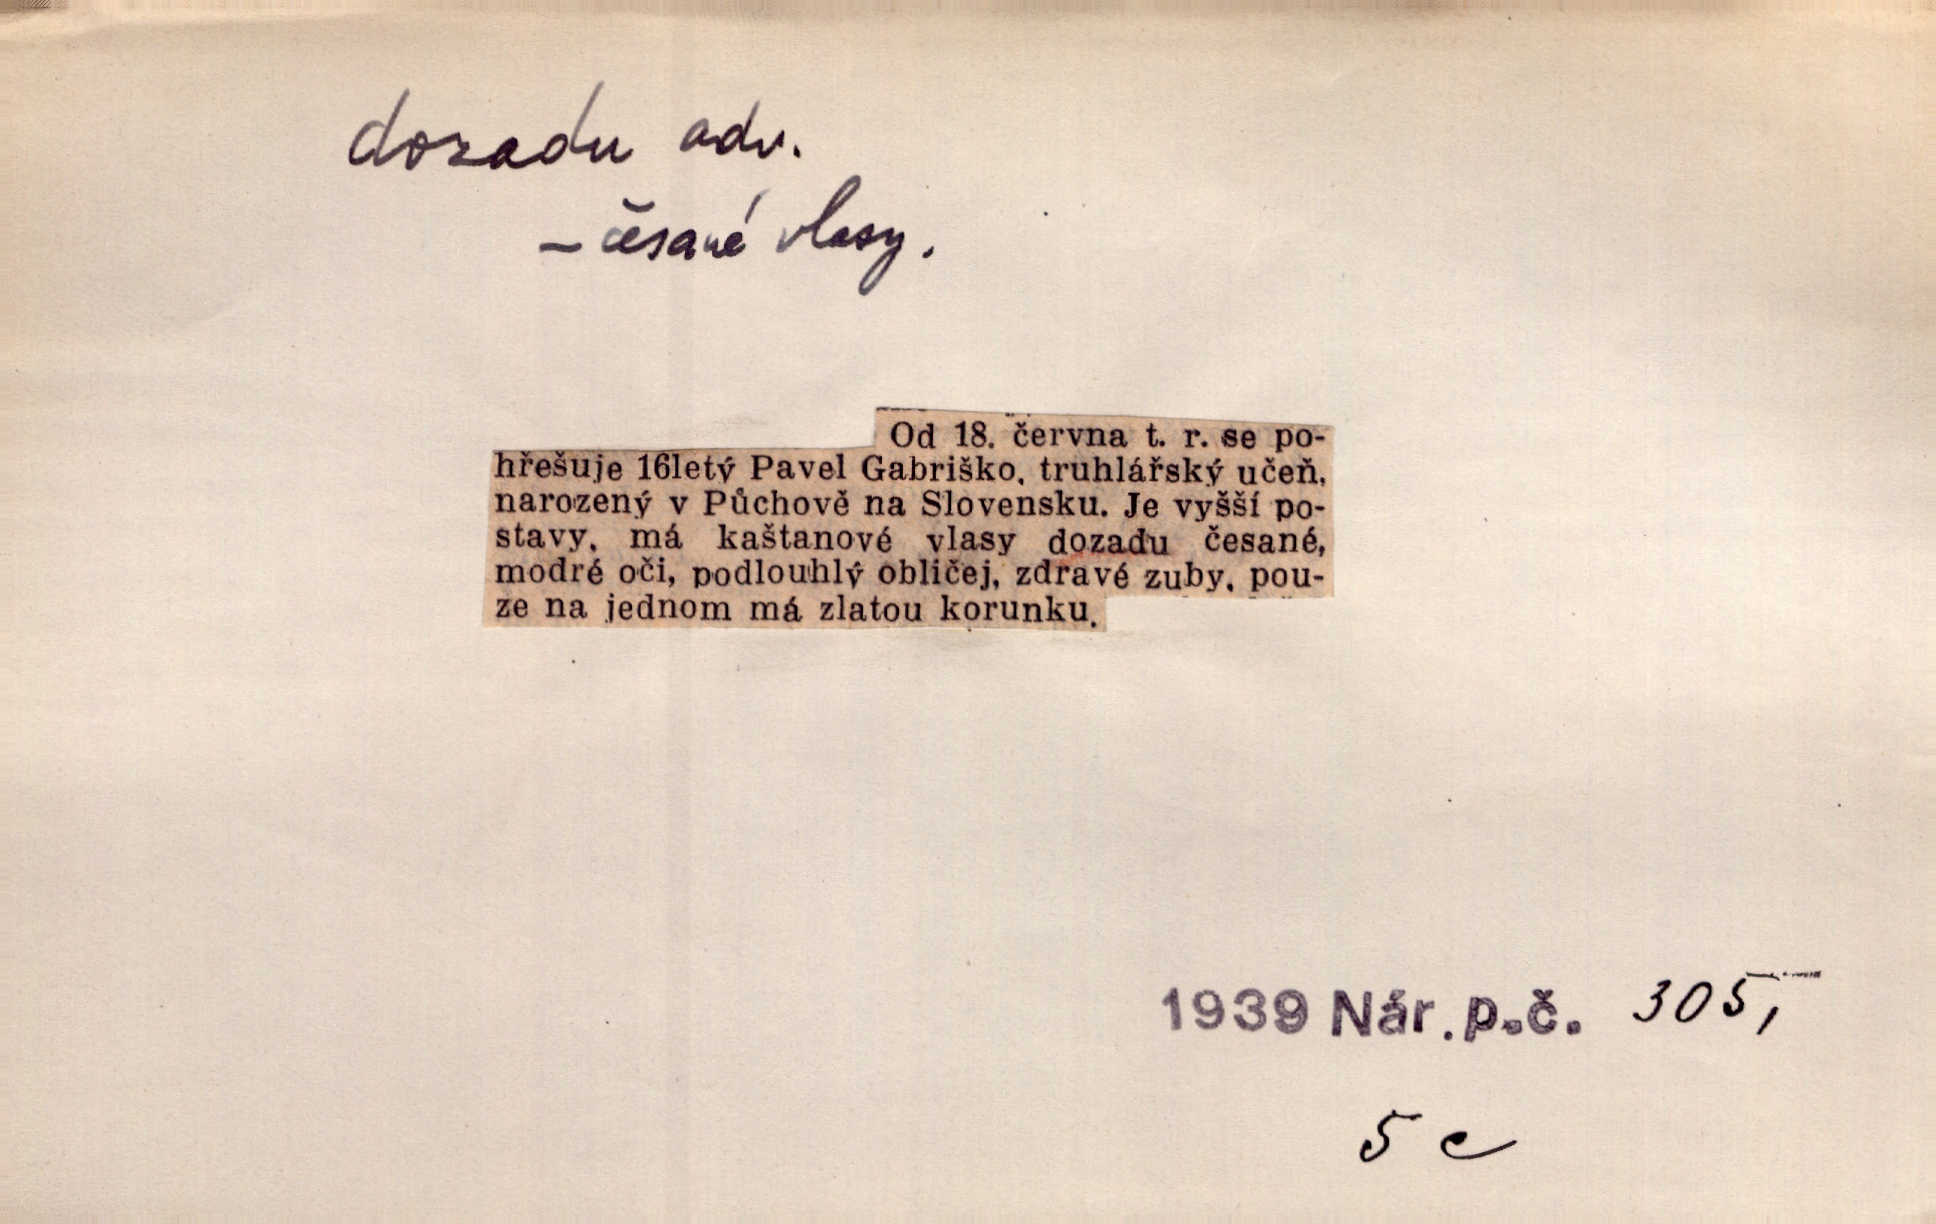 dozadu adv.
– česané vlasy.
Od 18. června t. r. se po-
hřešuje 16letý Pavel Gabriško, truhlářský učeň,
narozený v Půchově na Slovensku. Je vyšší po-
stavy, má kaštanové vlasy dozadu česané,
modré oči, podlouhlý obličej, zdravé zuby, pou-
ze na jednom má zlatou korunku.
1939 Nár. p.č. 305,
5 c